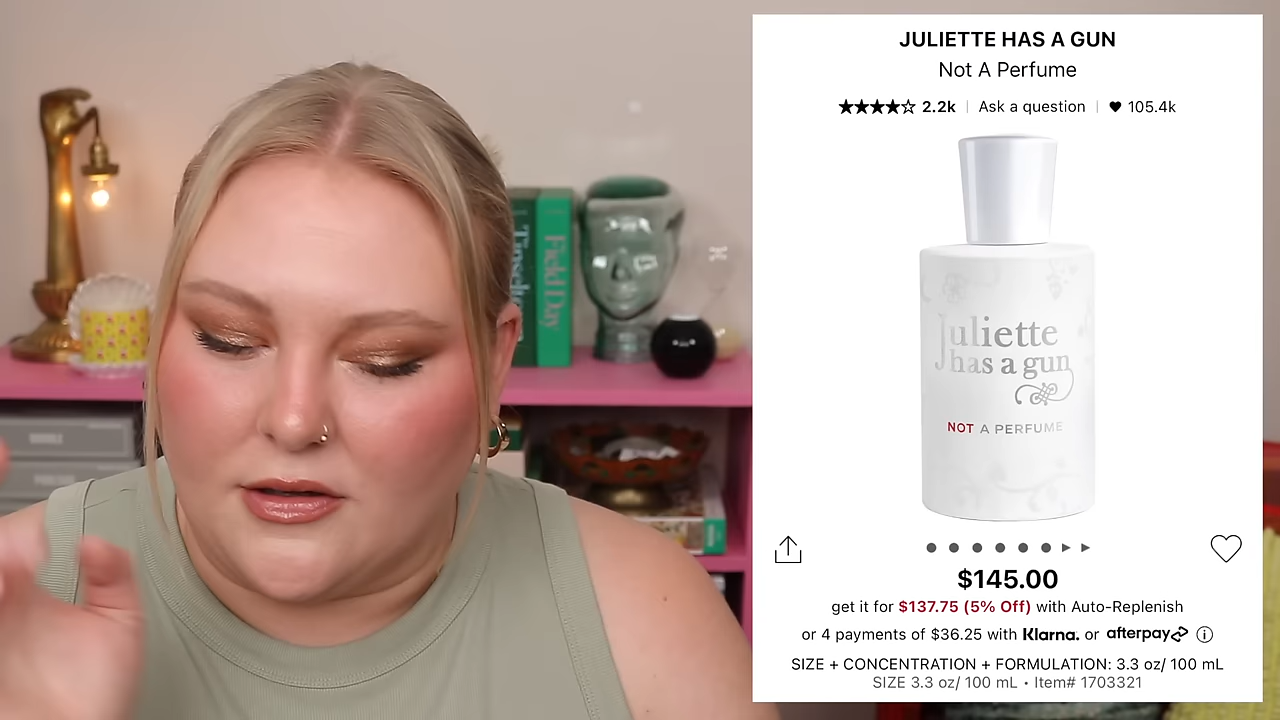 JULIETTE HAS A GUN
Not A Perfume
★★★★☆ 2.2k | Ask a question | ♥ 105.4k
Juliette
has a gun
NOT A PERFUME
$145.00
get it for $137.75 (5% Off) with Auto-Replenish
or 4 payments of $36.25 with Klarna. or afterpay
SIZE + CONCENTRATION + FORMULATION: 3.3 oz/ 100 mL
SIZE 3.3 oz/ 100 mL • Item# 1703321
Field Day